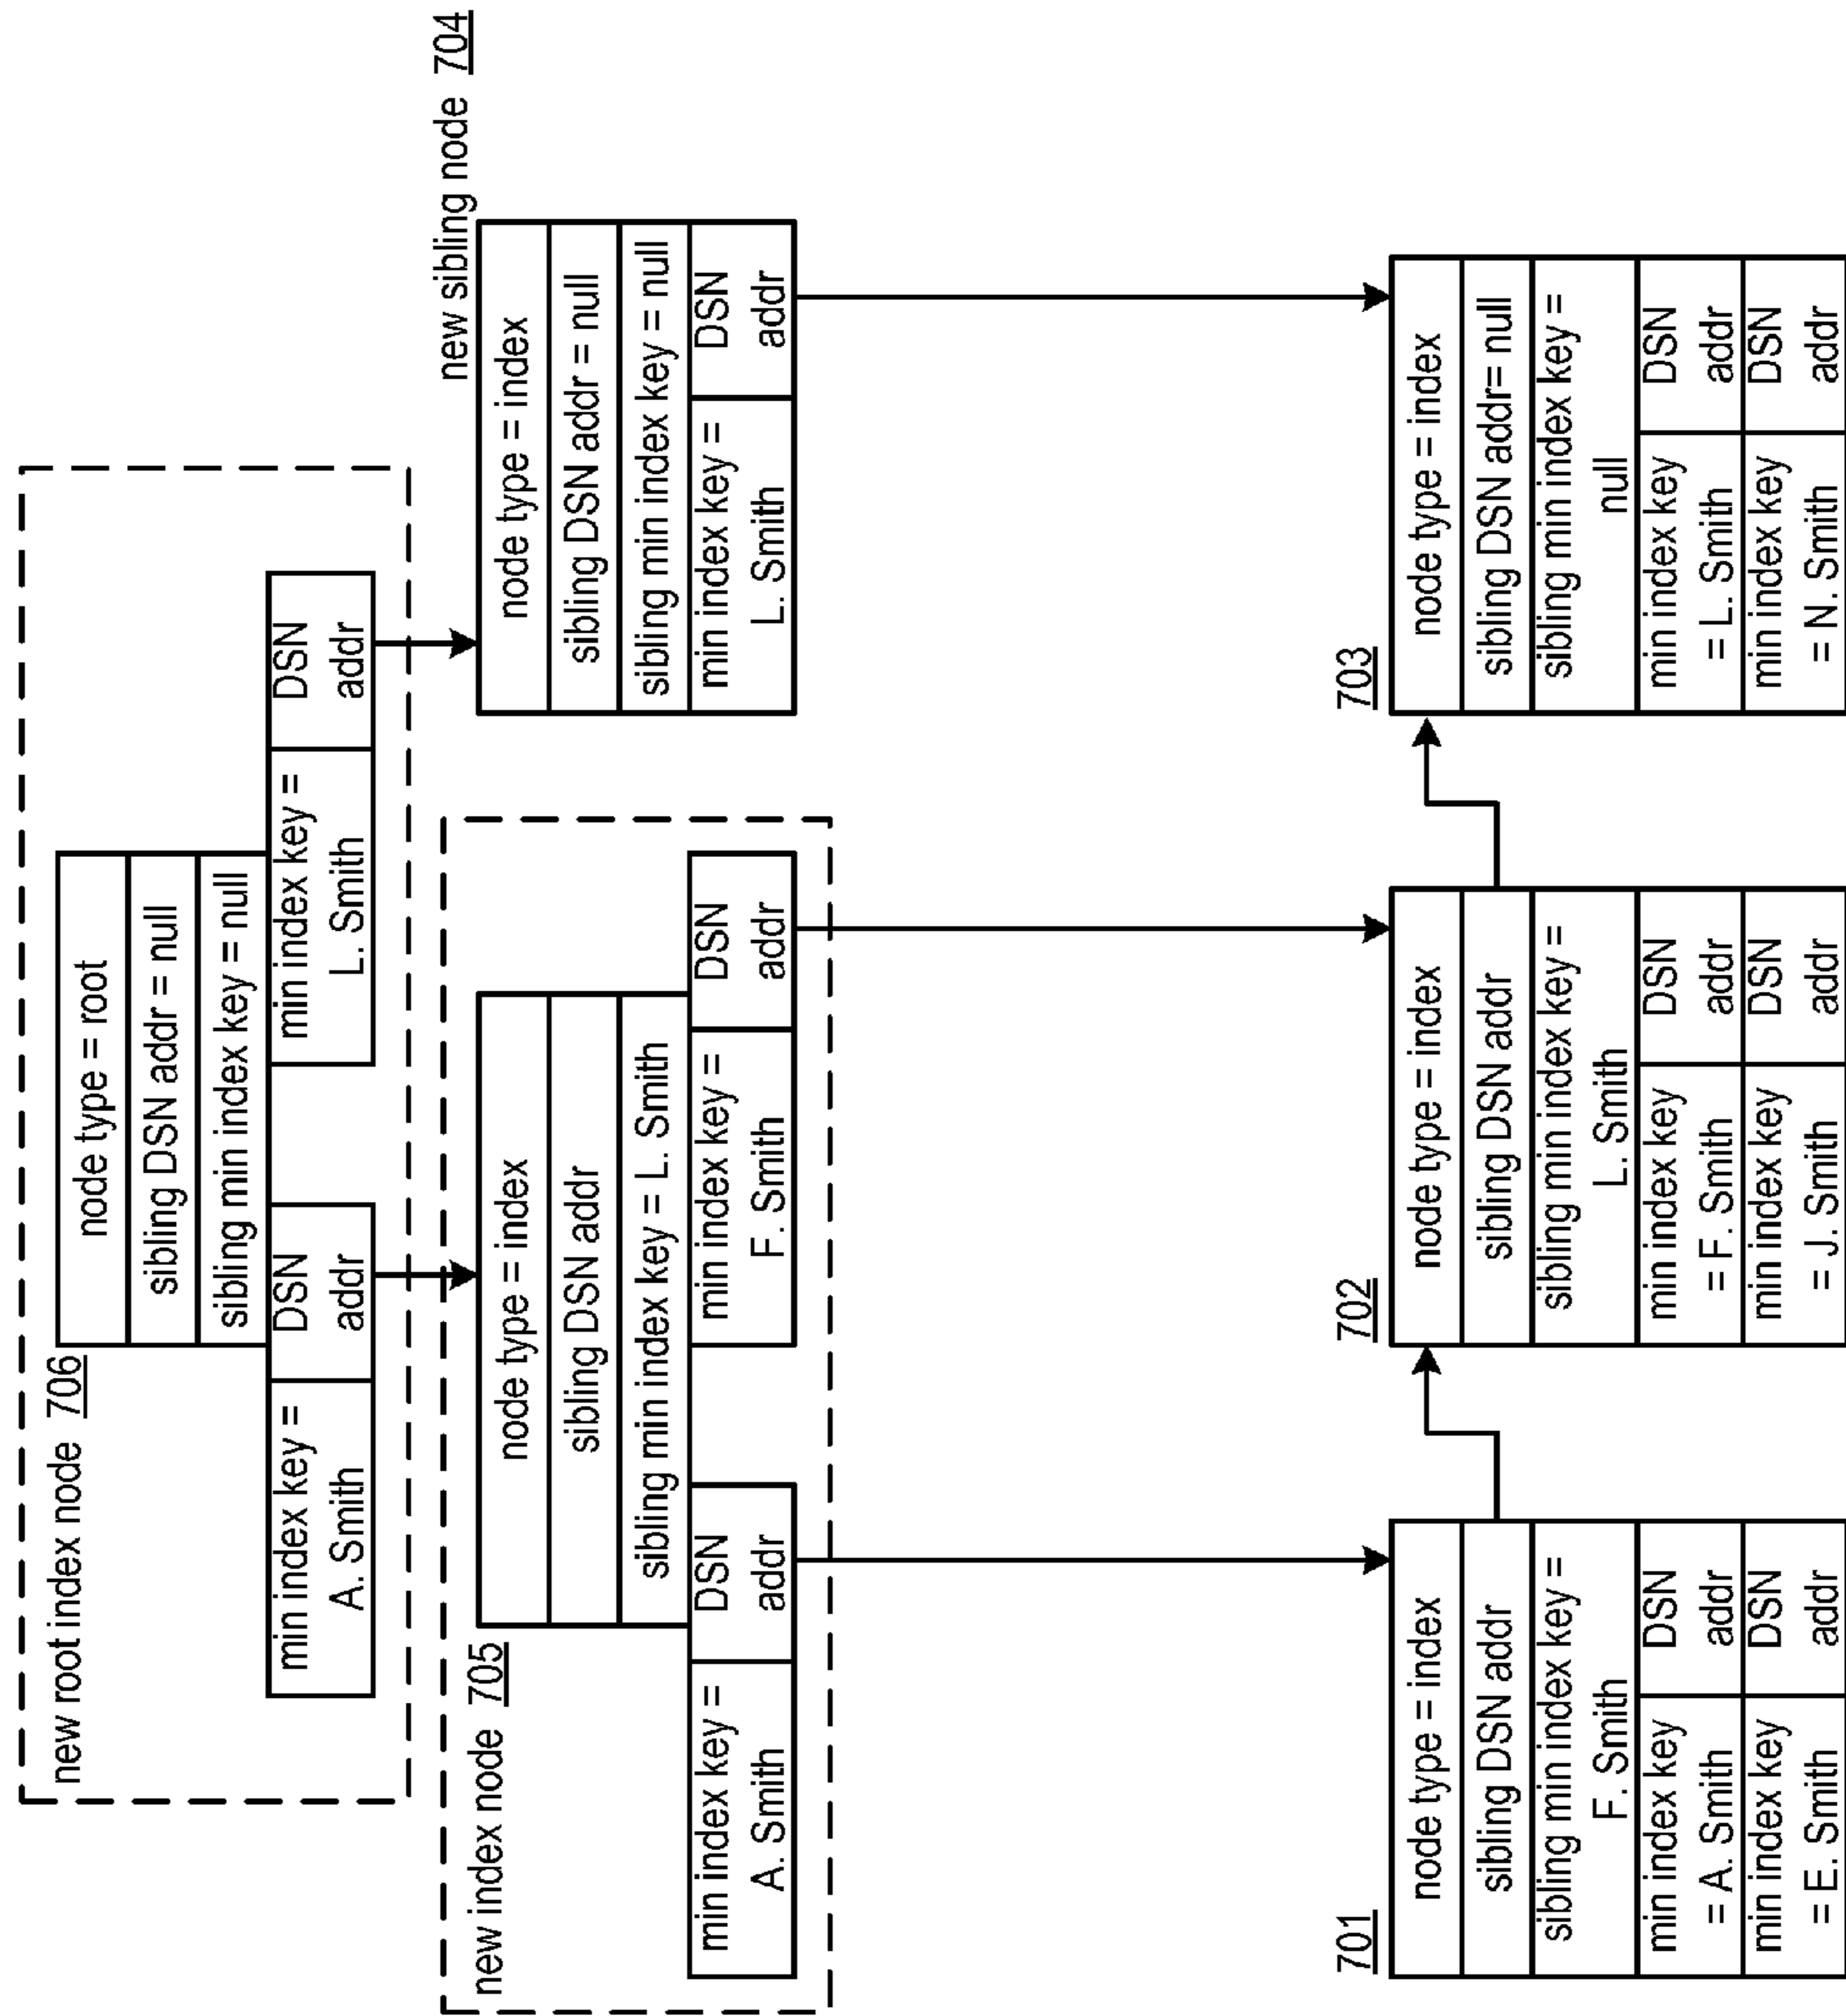 new root index node 706
node type = root
sibling DSN addr = null
sibling min index key = null
min index key =
A. Smith
DSN
addr
min index key =
L. Smith
DSN
addr
new index node 705
node type = index
sibling DSN addr
sibling min index key = L. Smith
min index key =
A. Smith
DSN
addr
min index key =
F. Smith
DSN
addr
new sibling node 704
node type = index
sibling DSN addr = null
sibling min index key = null
min index key =
L. Smith
DSN
addr
701
node type = index
sibling DSN addr
sibling min index key =
F. Smith
min index key
= A. Smith
DSN
addr
min index key
= E. Smith
DSN
addr
702
node type = index
sibling DSN addr
sibling min index key =
L. Smith
min index key
= F. Smith
DSN
addr
min index key
= J. Smith
DSN
addr
703
node type = index
sibling DSN addr= null
sibling min index key =
null
min index key
= L. Smith
DSN
addr
min index key
= N. Smith
DSN
addr